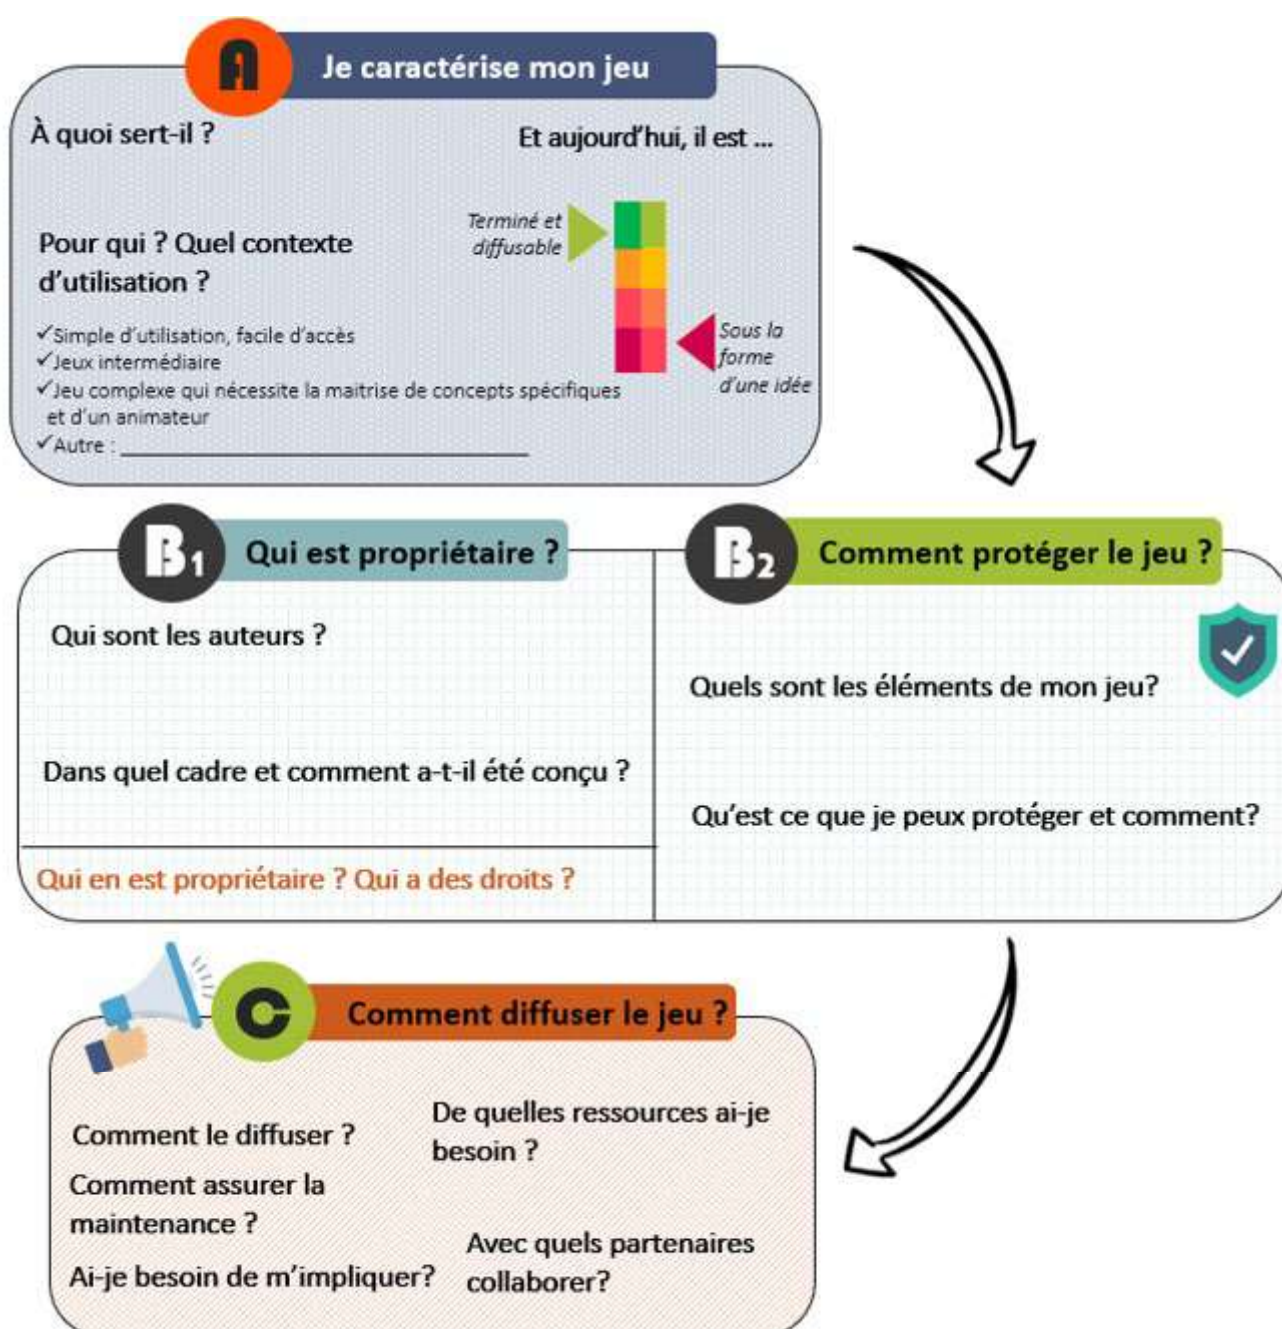 A Je caractérise mon jeu
À quoi sert-il ?
Et aujourd'hui, il est ...
Terminé et
diffusable
Pour qui ? Quel contexte
d'utilisation ?
✓Simple d'utilisation, facile d'accès
✓Jeux intermédiaire
✓Jeu complexe qui nécessite la maitrise de concepts spécifiques
et d'un animateur
✓Autre : ____________________
Sous la
forme
d'une idée
B1 Qui est propriétaire ?
Qui sont les auteurs ?
Dans quel cadre et comment a-t-il été conçu ?
Qui en est propriétaire ? Qui a des droits ?
B2 Comment protéger le jeu ?
Quels sont les éléments de mon jeu?
Qu'est ce que je peux protéger et comment?
C Comment diffuser le jeu ?
Comment le diffuser ?
Comment assurer la
maintenance ?
Ai-je besoin de m'impliquer?
De quelles ressources ai-je
besoin ?
Avec quels partenaires
collaborer?